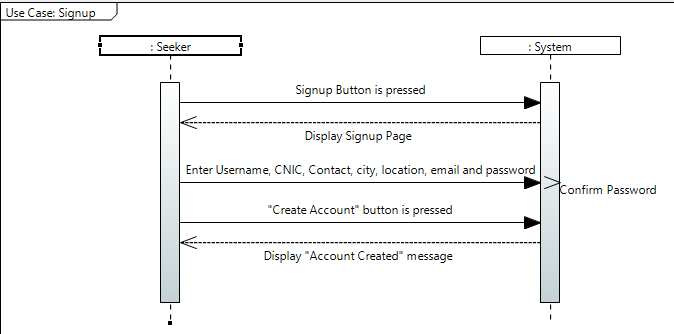 Use Case: Signup
: Seeker
: System
Signup Button is pressed
Display Signup Page
Enter Username, CNIC, Contact, city, location, email and password
Confirm Password
"Create Account" button is pressed
Display "Account Created" message